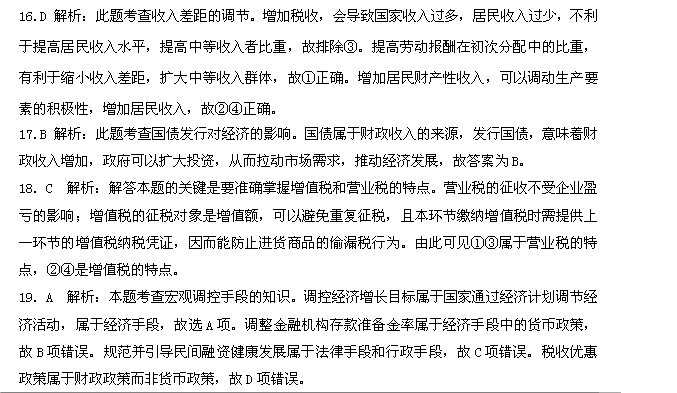 16.D 解析：此题考查收入差距的调节。增加税收，会导致国家收入过多，居民收入过少，不利
于提高居民收入水平，提高中等收入者比重，故排除③。提高劳动报酬在初次分配中的比重，
有利于缩小收入差距，扩大中等收入群体，故①正确。增加居民财产性收入，可以调动生产要
素的积极性，增加居民收入，故②④正确。
17.B 解析：此题考查国债发行对经济的影响。国债属于财政收入的来源，发行国债，意味着财
政收入增加，政府可以扩大投资，从而拉动市场需求，推动经济发展，故答案为B。
18. C  解析：解答本题的关键是要准确掌握增值税和营业税的特点。营业税的征收不受企业盈
亏的影响；增值税的征税对象是增值额，可以避免重复征税，且本环节缴纳增值税时需提供上
一环节的增值税纳税凭证，因而能防止进货商品的偷漏税行为。由此可见①③属于营业税的特
点，②④是增值税的特点。
19. A  解析：本题考查宏观调控手段的知识。调控经济增长目标属于国家通过经济计划调节经
济活动，属于经济手段，故选A项。调整金融机构存款准备金率属于经济手段中的货币政策，
故B项错误。规范并引导民间融资健康发展属于法律手段和行政手段，故C项错误。税收优惠
政策属于财政政策而非货币政策，故D项错误。